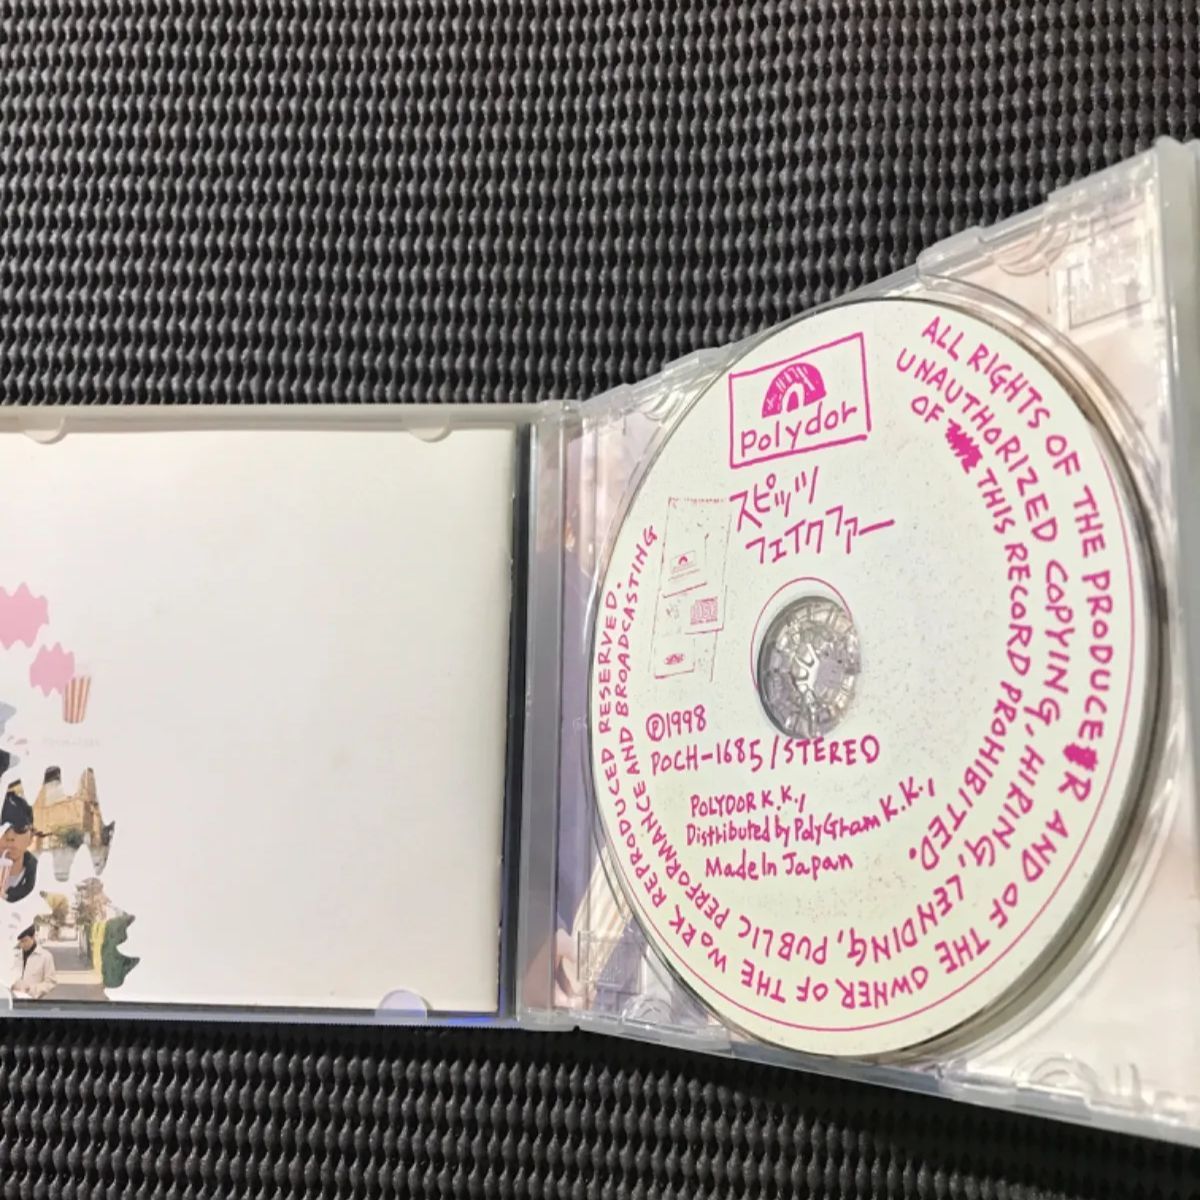 polydor
スピッツ
フェイクファー
ALL RIGHTS OF THE PRODUCER AND OF THE OWNER OF THE WORK REPRODUCED RESERVED.
UNAUTHORIZED COPYING, HIRING, LENDING, PUBLIC PERFORMANCE AND BROADCASTING
OF THIS RECORD PROHIBITED.
℗1998
POCH-1685/STEREO
POLYDOR K.K.,
Distributed by PolyGram K.K.,
Made In Japan